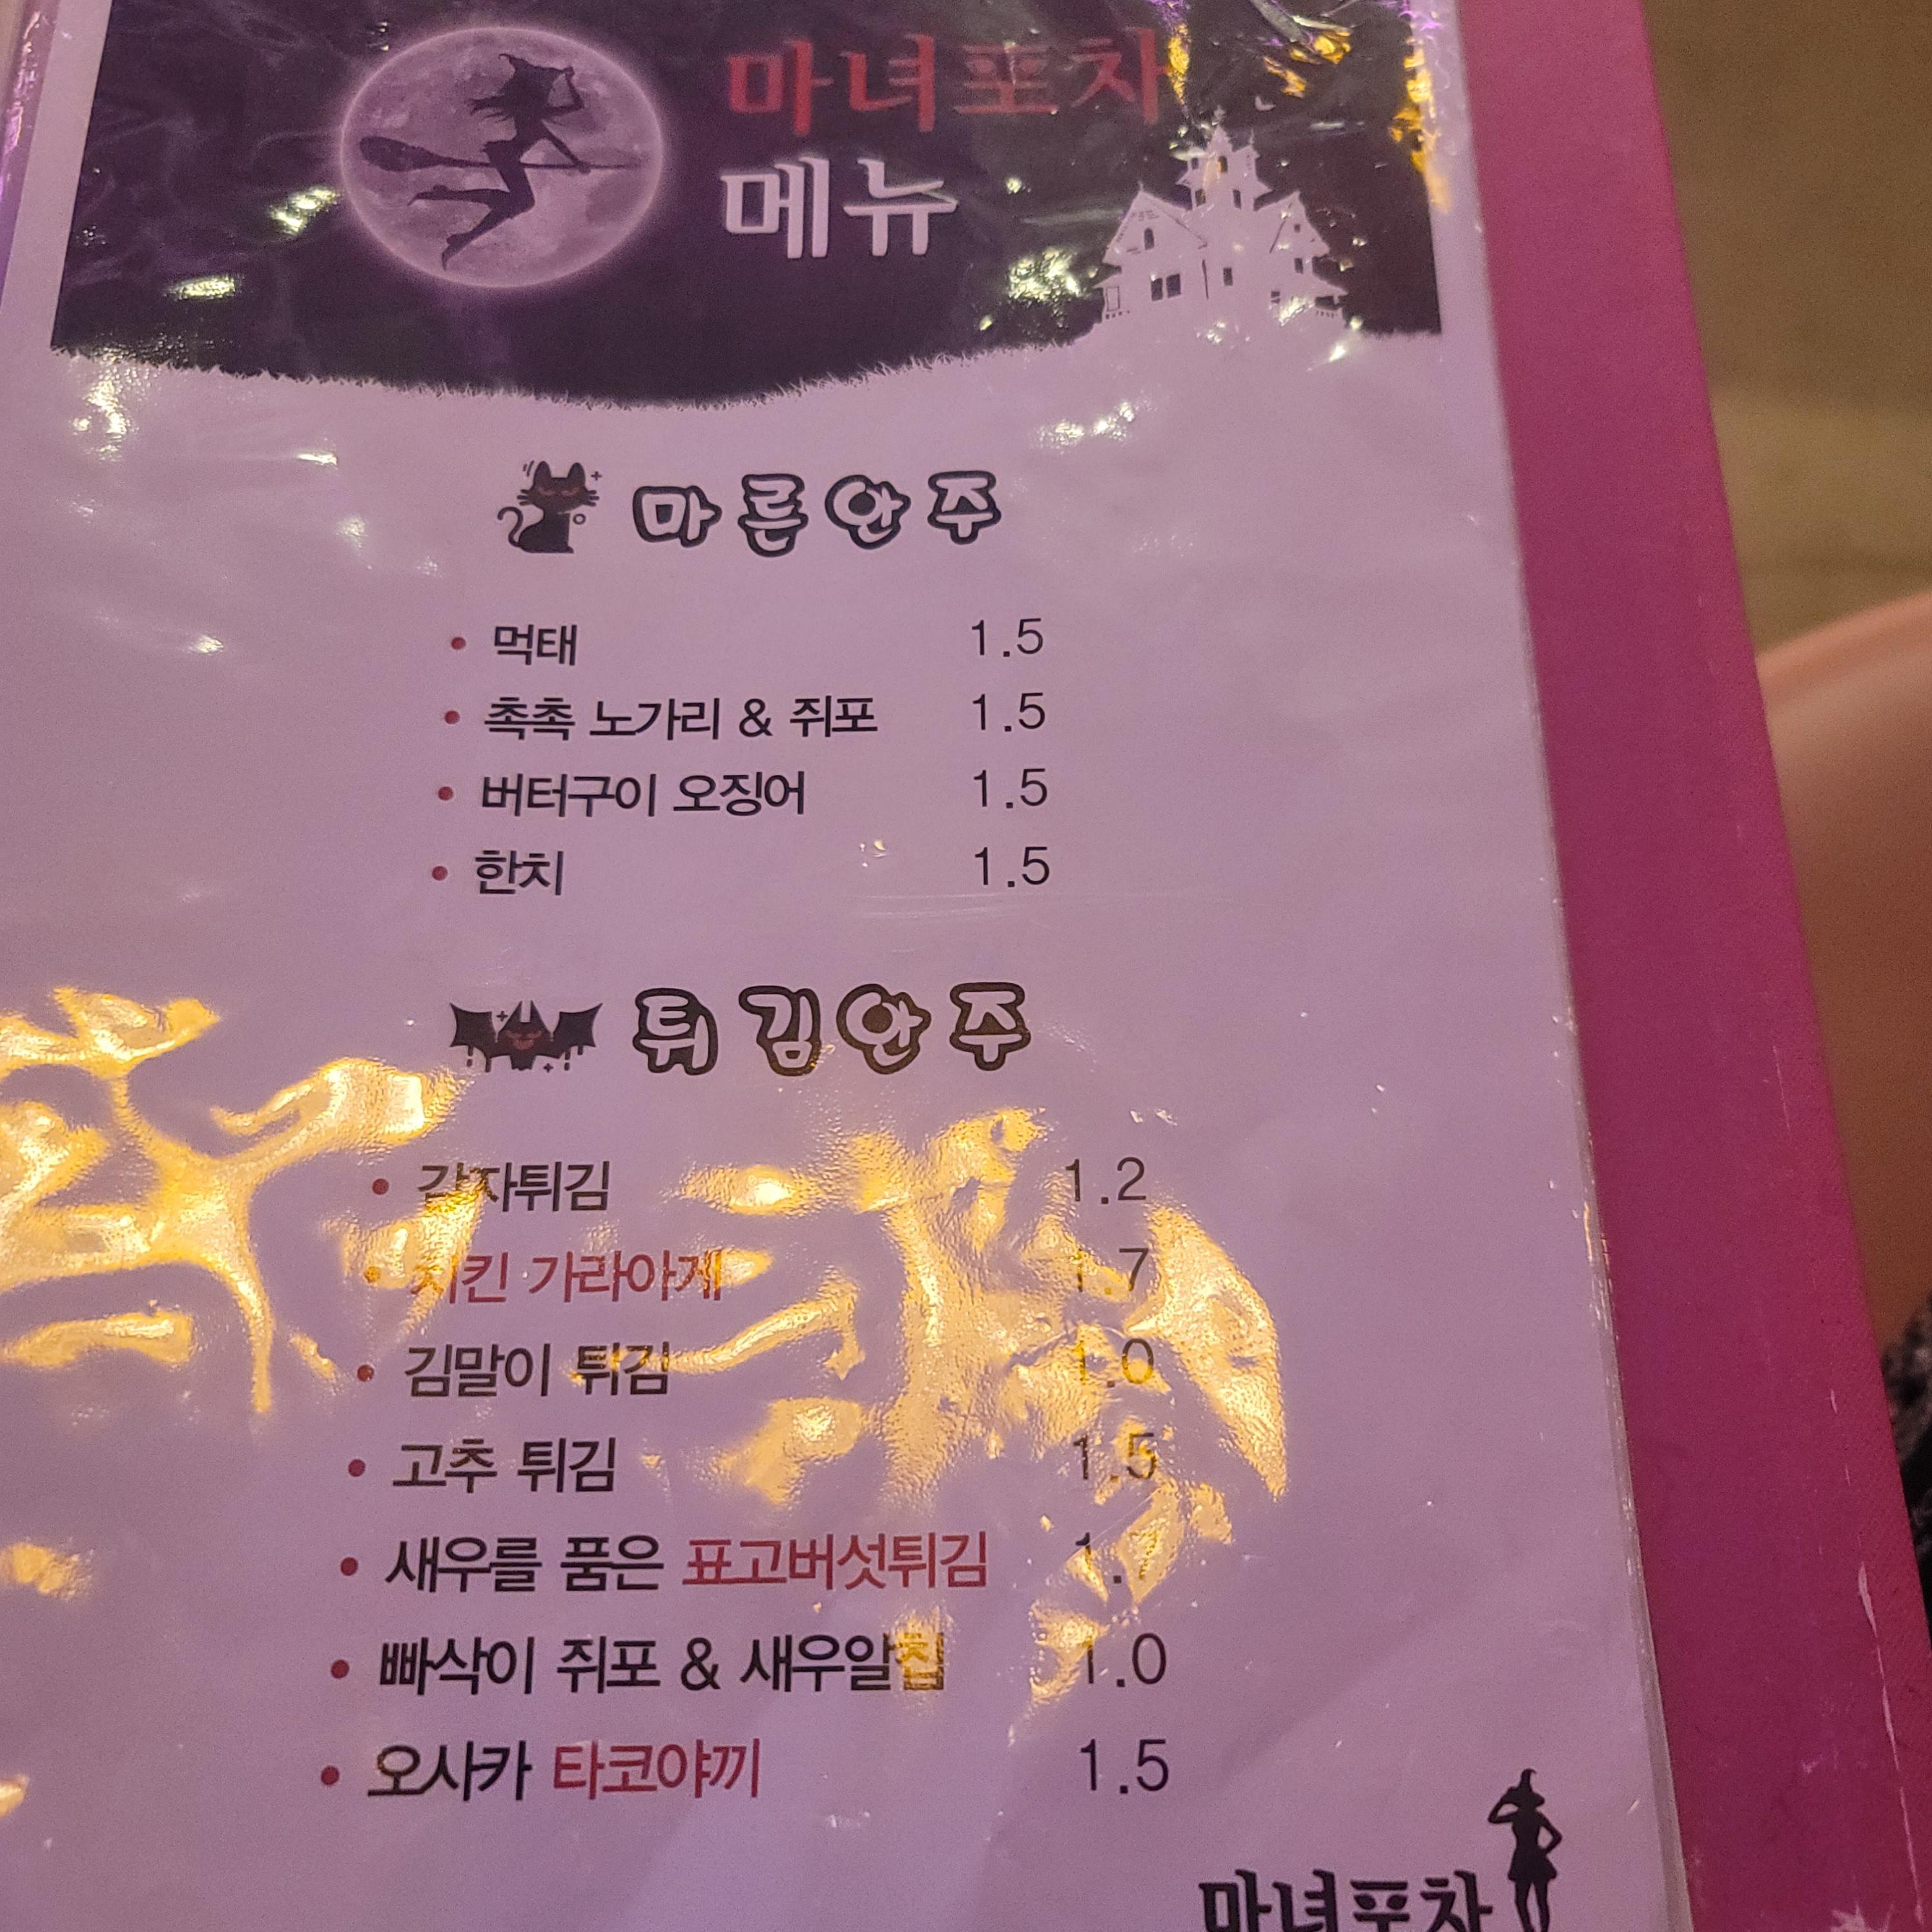 마녀포차
메뉴
마른안주
• 먹태 1.5
• 촉촉 노가리 & 쥐포 1.5
• 버터구이 오징어 1.5
• 한치 1.5
튀김안주
• 감자튀김 1.2
• 치킨 가라아게 1.7
• 김말이 튀김 1.0
• 고추 튀김 1.5
• 새우를 품은 표고버섯튀김 1.7
• 빠삭이 쥐포 & 새우알칩 1.0
• 오사카 타코야끼 1.5
마녀포차